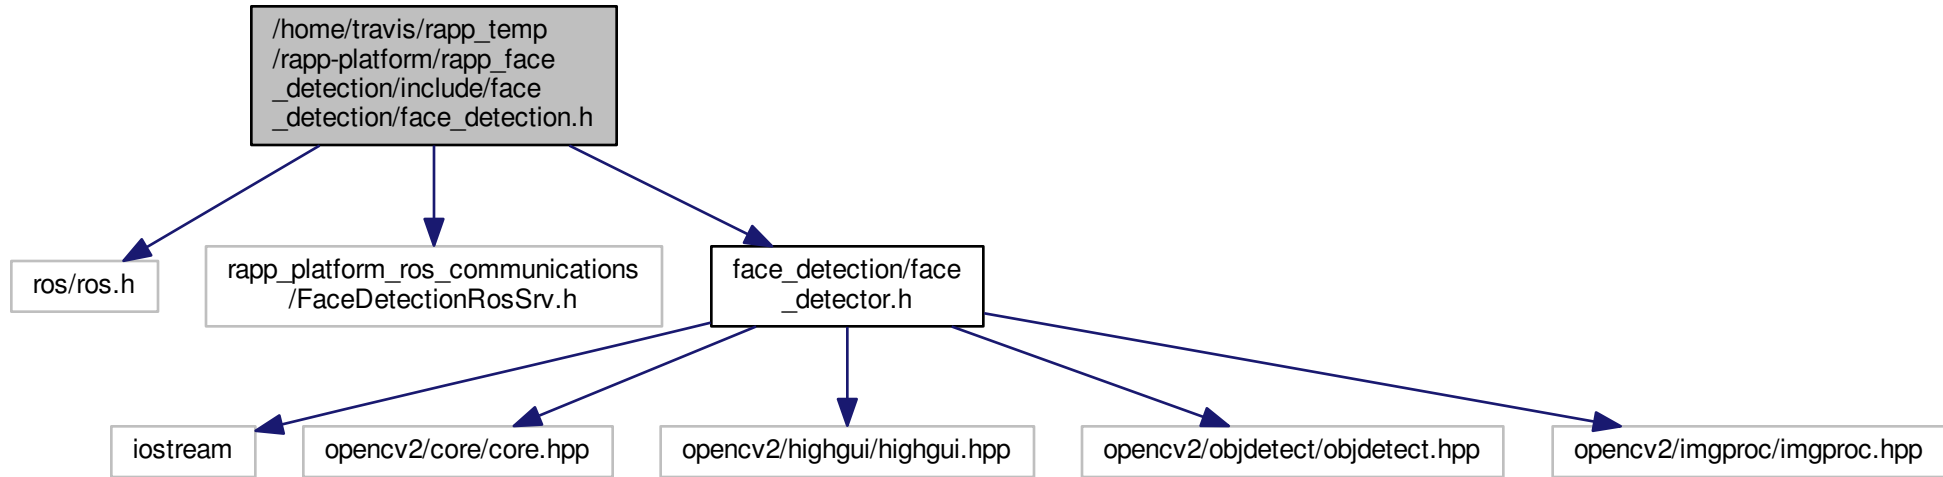 /home/travis/rapp_temp
/rapp-platform/rapp_face
_detection/include/face
_detection/face_detection.h
ros/ros.h
rapp_platform_ros_communications
/FaceDetectionRosSrv.h
face_detection/face
_detector.h
iostream
opencv2/core/core.hpp
opencv2/highgui/highgui.hpp
opencv2/objdetect/objdetect.hpp
opencv2/imgproc/imgproc.hpp